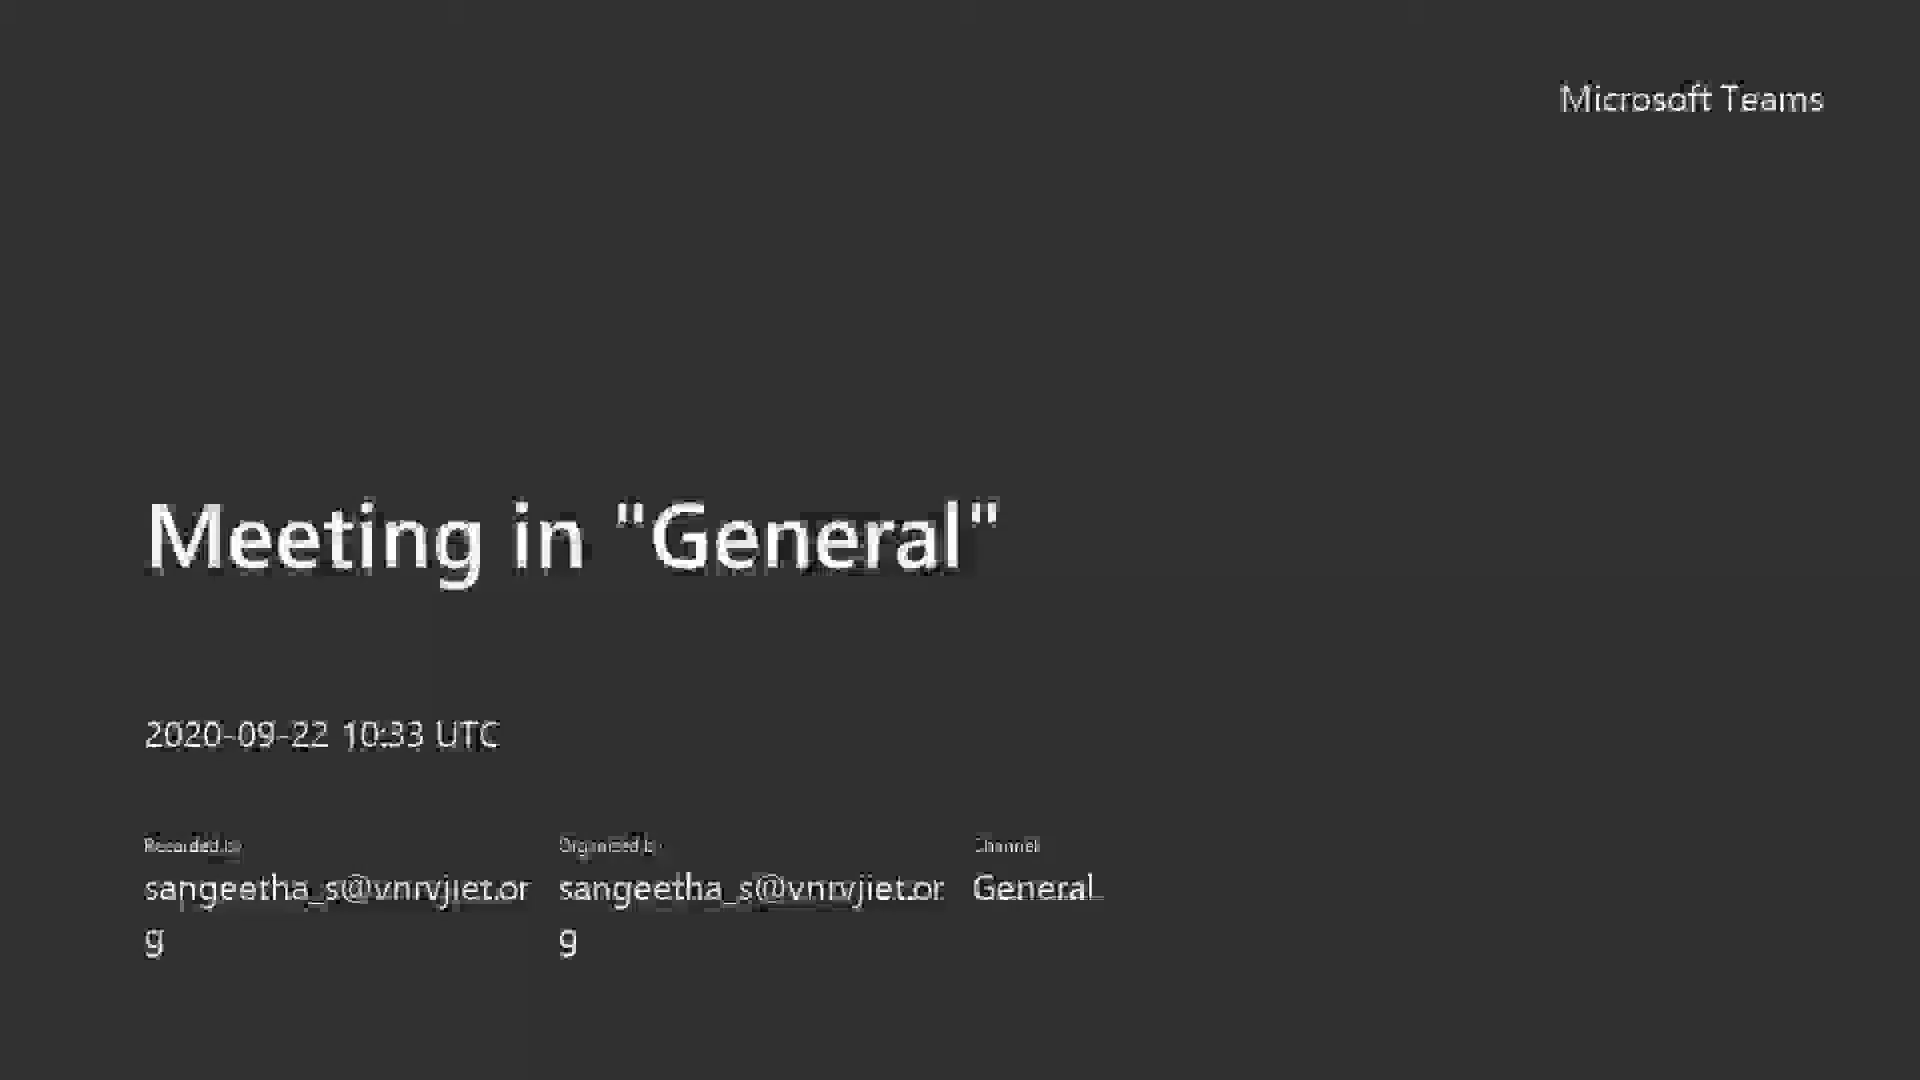 Microsoft Teams
Meeting in "General"
2020-09-22 10:33 UTC
Recorded by
Organized by
Channel
sangeetha_s@vnrvjiet.or
g
sangeetha_s@vnrvjiet.or
g
General